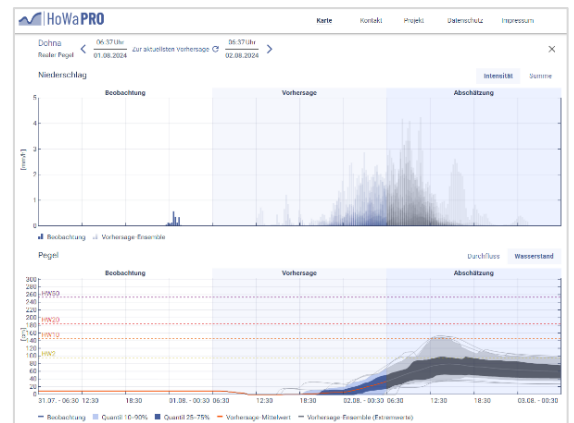 HoWaPRO
Karte Kontakt Projekt Datenschutz Impressum
Dohna 06:37 Uhr Zur aktuellsten Vorhersage 06:37 Uhr
Roter Pegel 01.08.2024 02.08.2024
Niederschlag
Intensität Summe
Beobachtung Vorhersage Abschätzung
5
4
3
[mm/h]
2
1
0
Beobachtung Vorhersage-Ensemble
Pegel
Durchfluss Wasserstand
Beobachtung Vorhersage Abschätzung
300
280
HW50
260
240
220
200
HW20
180
160
HW10
140
[cm]
120
HW2
100
80
60
40
20
0
31.07. - 06:30 12:30 18:30 01.08. - 00:30 06:30 12:30 18:30 02.08. - 00:30 06:30 12:30 18:30 03.08. - 00:30
Beobachtung Quantil 10-90% Quantil 25-75% Vorhersage-Mittelwert Vorhersage-Ensemble (Extremwerte)